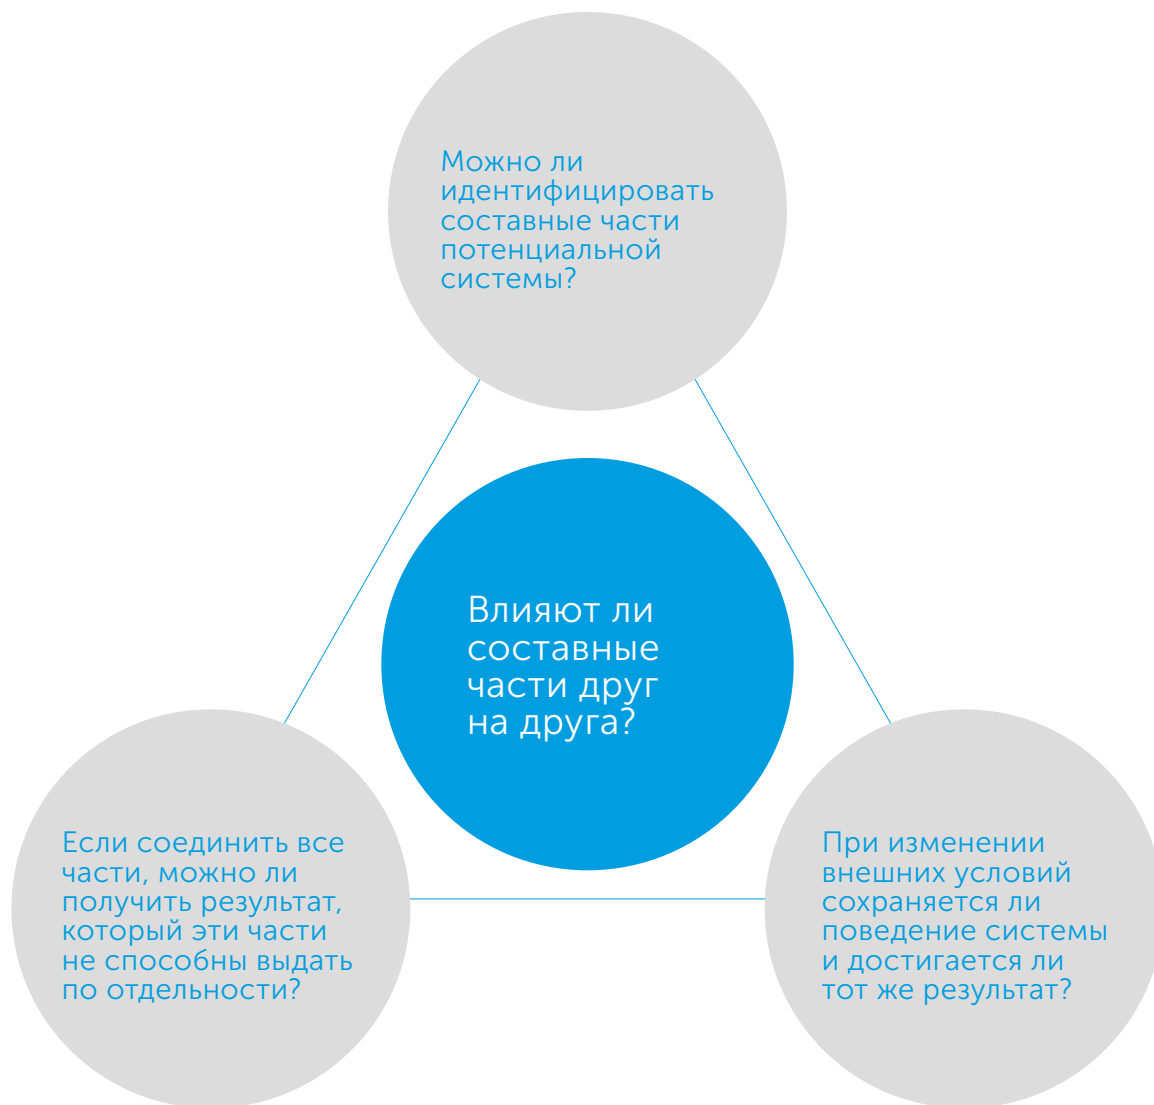 Можно ли
идентифицировать
составные части
потенциальной
системы?
Влияют ли
составные
части друг
на друга?
Если соединить все
части, можно ли
получить результат,
который эти части
не способны выдать
по отдельности?
При изменении
внешних условий
сохраняется ли
поведение системы
и достигается ли
тот же результат?